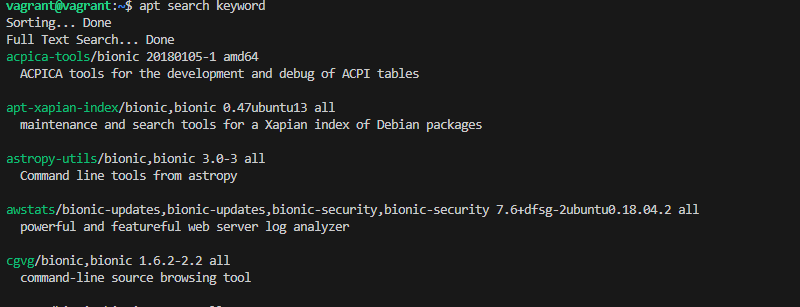 vagrant@vagrant:~$ apt search keyword
Sorting... Done
Full Text Search... Done
acpica-tools/bionic 20180105-1 amd64
  ACPICA tools for the development and debug of ACPI tables
apt-xapian-index/bionic,bionic 0.47ubuntu13 all
  maintenance and search tools for a Xapian index of Debian packages
astropy-utils/bionic,bionic 3.0-3 all
  Command line tools from astropy
awstats/bionic-updates,bionic-updates,bionic-security,bionic-security 7.6+dfsg-2ubuntu0.18.04.2 all
  powerful and featureful web server log analyzer
cgvg/bionic,bionic 1.6.2-2.2 all
  command-line source browsing tool